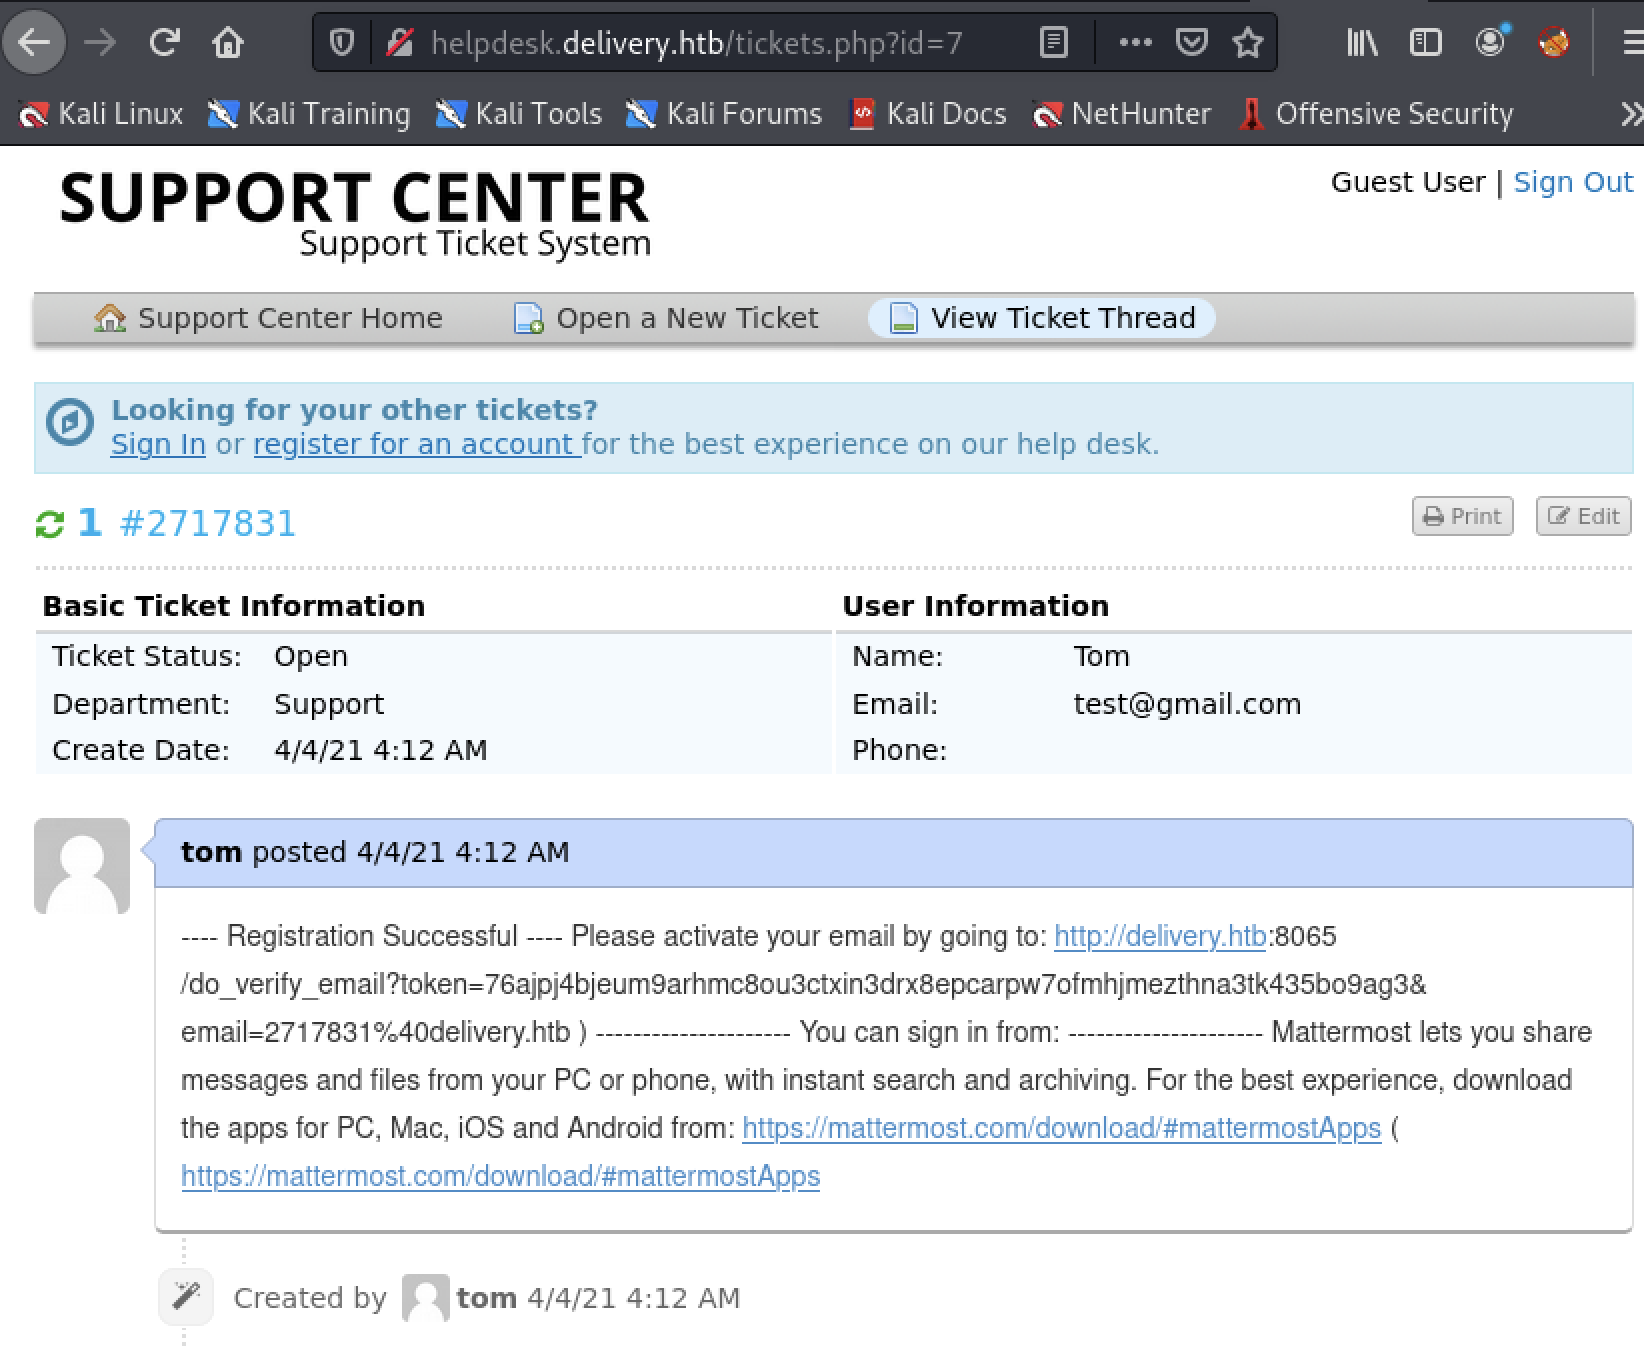 helpdesk.delivery.htb/tickets.php?id=7
Kali Linux Kali Training Kali Tools Kali Forums Kali Docs NetHunter Offensive Security
SUPPORT CENTER
Support Ticket System
Guest User | Sign Out
Support Center Home Open a New Ticket View Ticket Thread
Looking for your other tickets?
Sign In or register for an account for the best experience on our help desk.
1 #2717831
Print Edit
Basic Ticket Information
Ticket Status: Open
Department: Support
Create Date: 4/4/21 4:12 AM
User Information
Name: Tom
Email: test@gmail.com
Phone:
tom posted 4/4/21 4:12 AM
---- Registration Successful ---- Please activate your email by going to: http://delivery.htb:8065
/do_verify_email?token=76ajpj4bjeum9arhmc8ou3ctxin3drx8epcarpw7ofmhjmezthna3tk435bo9ag3&
email=2717831%40delivery.htb ) --------------------- You can sign in from: --------------------- Mattermost lets you share
messages and files from your PC or phone, with instant search and archiving. For the best experience, download
the apps for PC, Mac, iOS and Android from: https://mattermost.com/download/#mattermostApps (
https://mattermost.com/download/#mattermostApps
Created by tom 4/4/21 4:12 AM